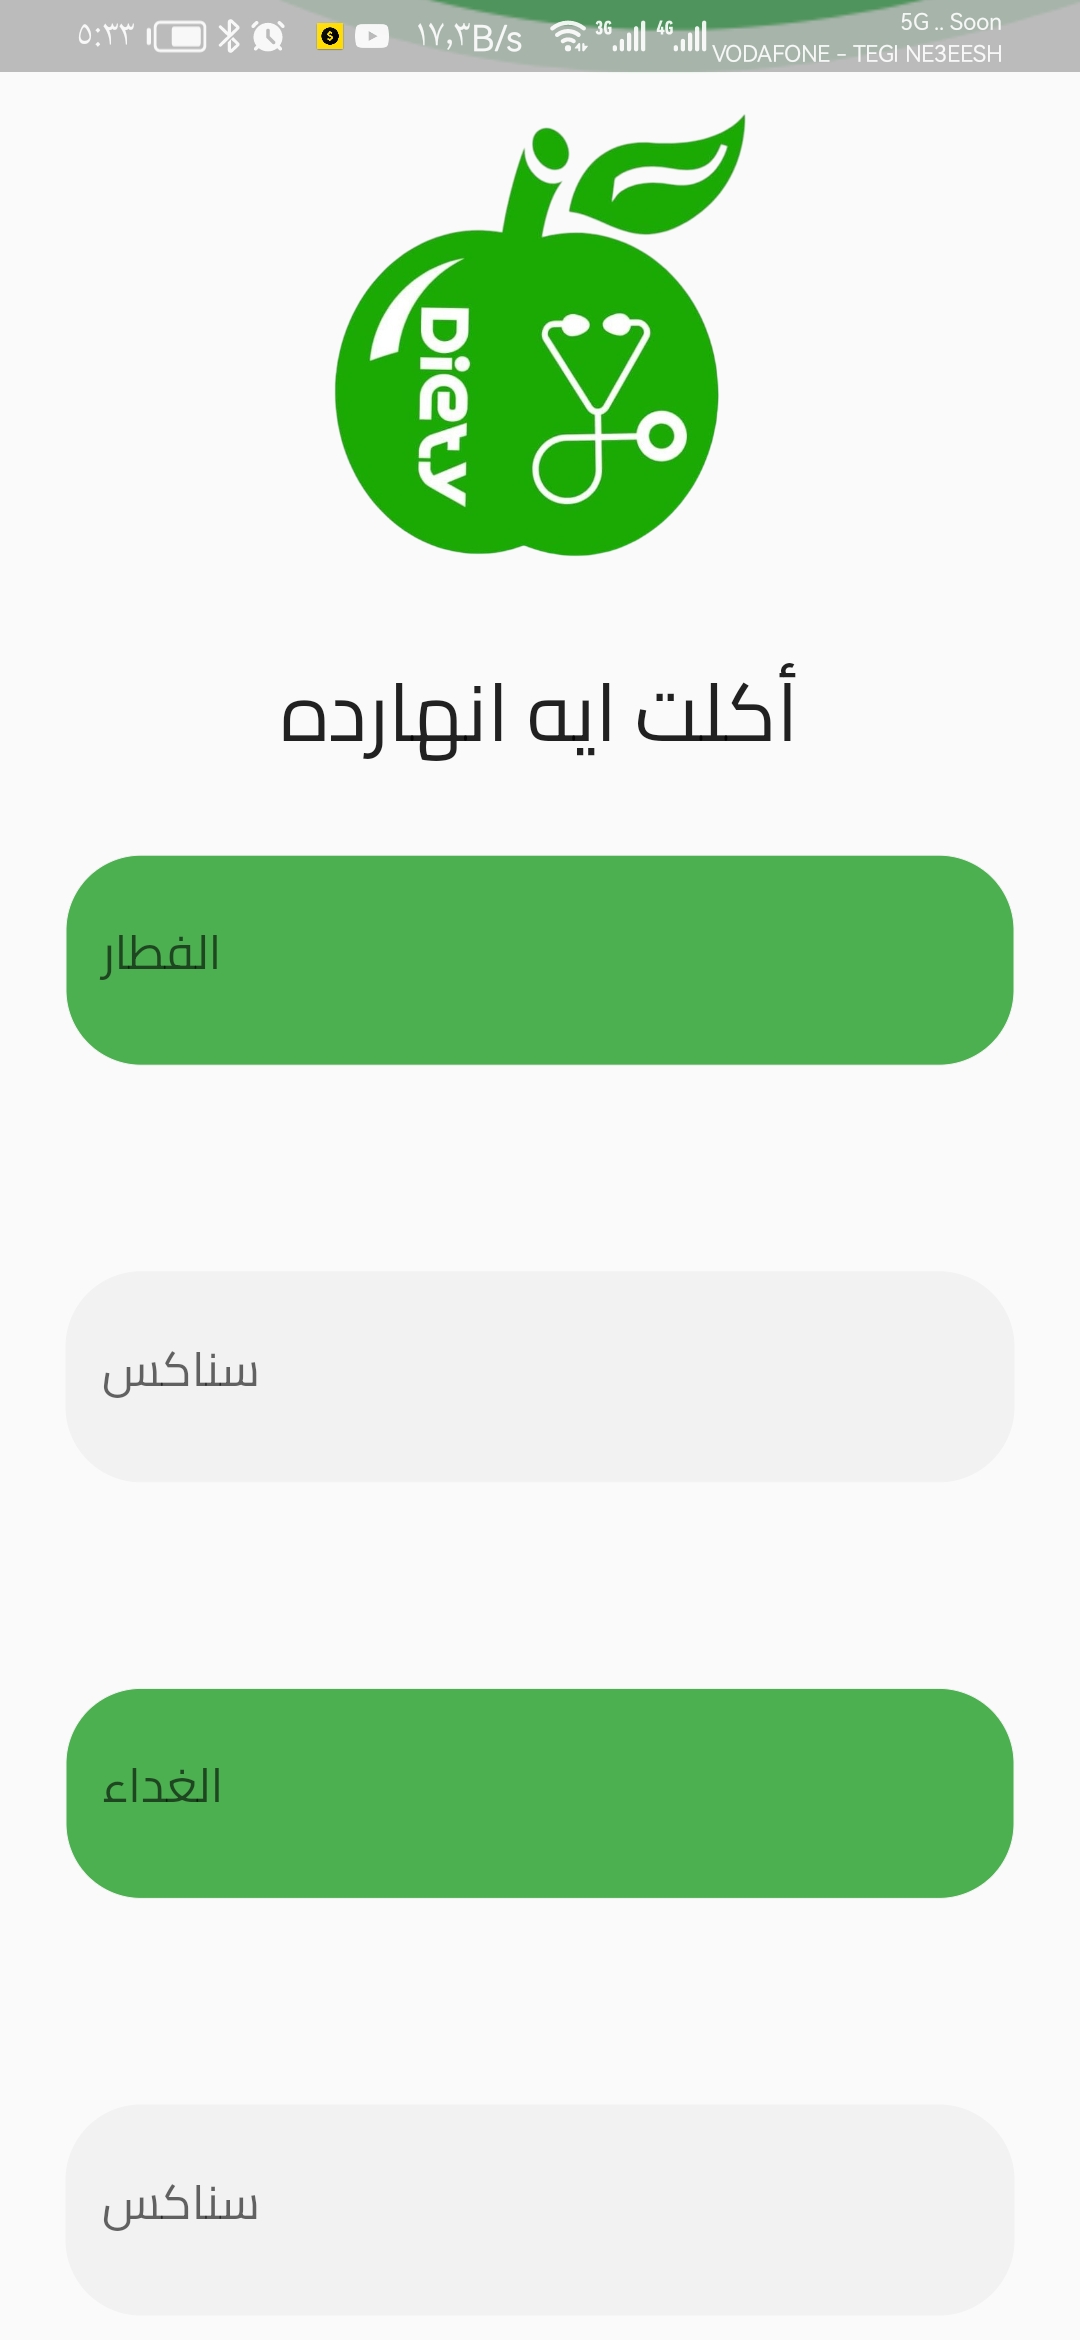 ٥:٣٣
١٧,٣B/s
3G
4G
5G .. Soon
VODAFONE – TEGI NE3EESH
Diety
أكلت ايه انهارده
الفطار
سناكس
الغداء
سناكس